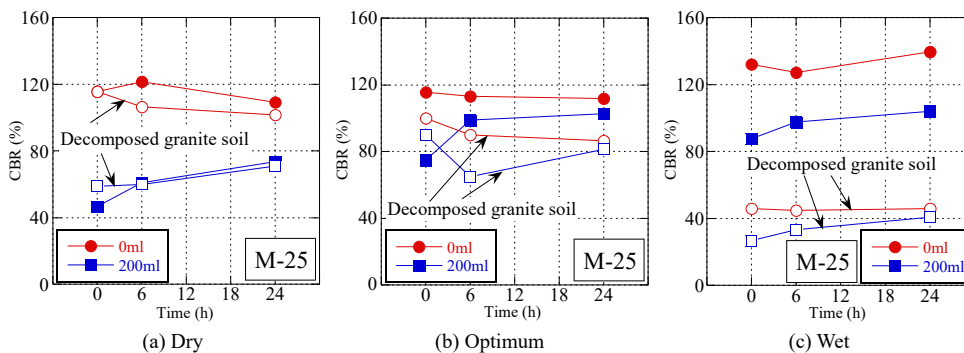 160
120
80
40
0
CBR (%)
Decomposed granite soil
0ml
200ml
M-25
0 6 12 18 24
Time (h)
(a) Dry
160
120
80
40
0
CBR (%)
Decomposed granite soil
0ml
200ml
M-25
0 6 12 18 24
Time (h)
(b) Optimum
160
120
80
40
0
CBR (%)
Decomposed granite soil
M-25
0ml
200ml
0 6 12 18 24
Time (h)
(c) Wet